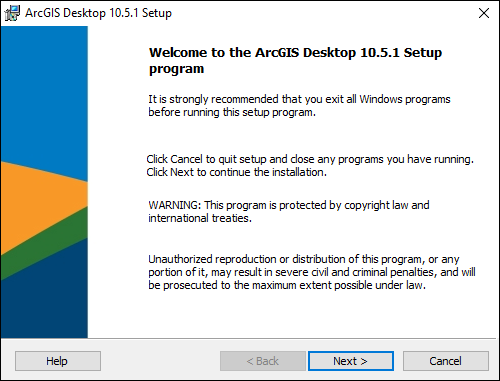 ArcGIS Desktop 10.5.1 Setup
Welcome to the ArcGIS Desktop 10.5.1 Setup
program
It is strongly recommended that you exit all Windows programs
before running this setup program.
Click Cancel to quit setup and close any programs you have running.
Click Next to continue the installation.
WARNING: This program is protected by copyright law and
international treaties.
Unauthorized reproduction or distribution of this program, or any
portion of it, may result in severe civil and criminal penalties, and will
be prosecuted to the maximum extent possible under law.
Help
< Back
Next >
Cancel